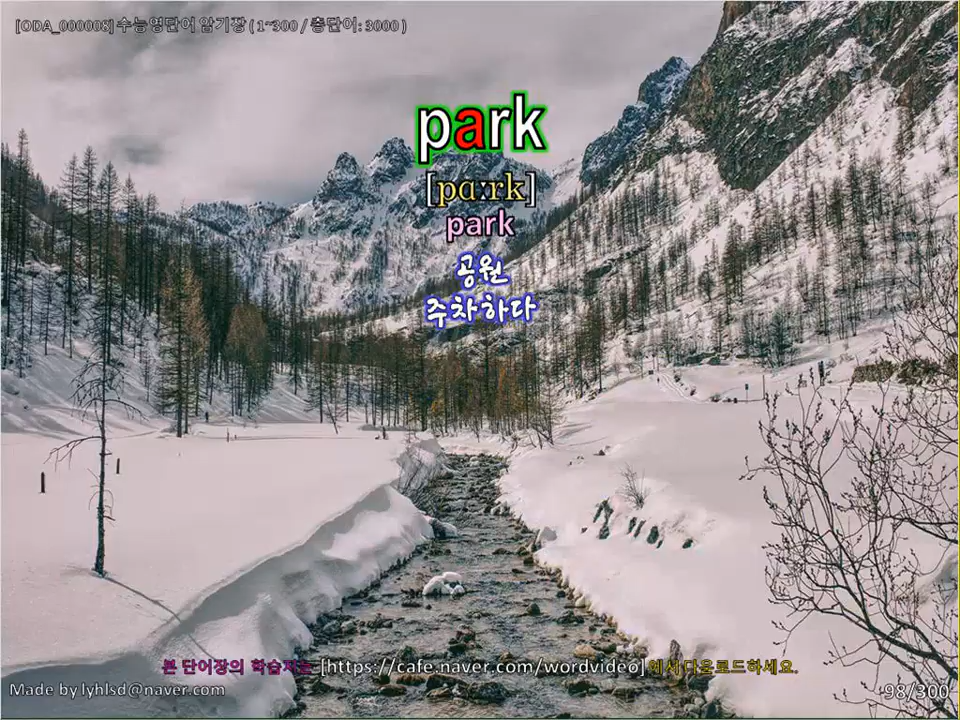 [ODA_000008] 수능영단어 암기장 ( 1~300 / 총단어: 3000 )
park
[pɑːrk]
park
공원
주차하다
본 단어장의 학습지는 [https://cafe.naver.com/wordvideo] 에서 다운로드하세요.
Made by lyhlsd@naver.com
98/300